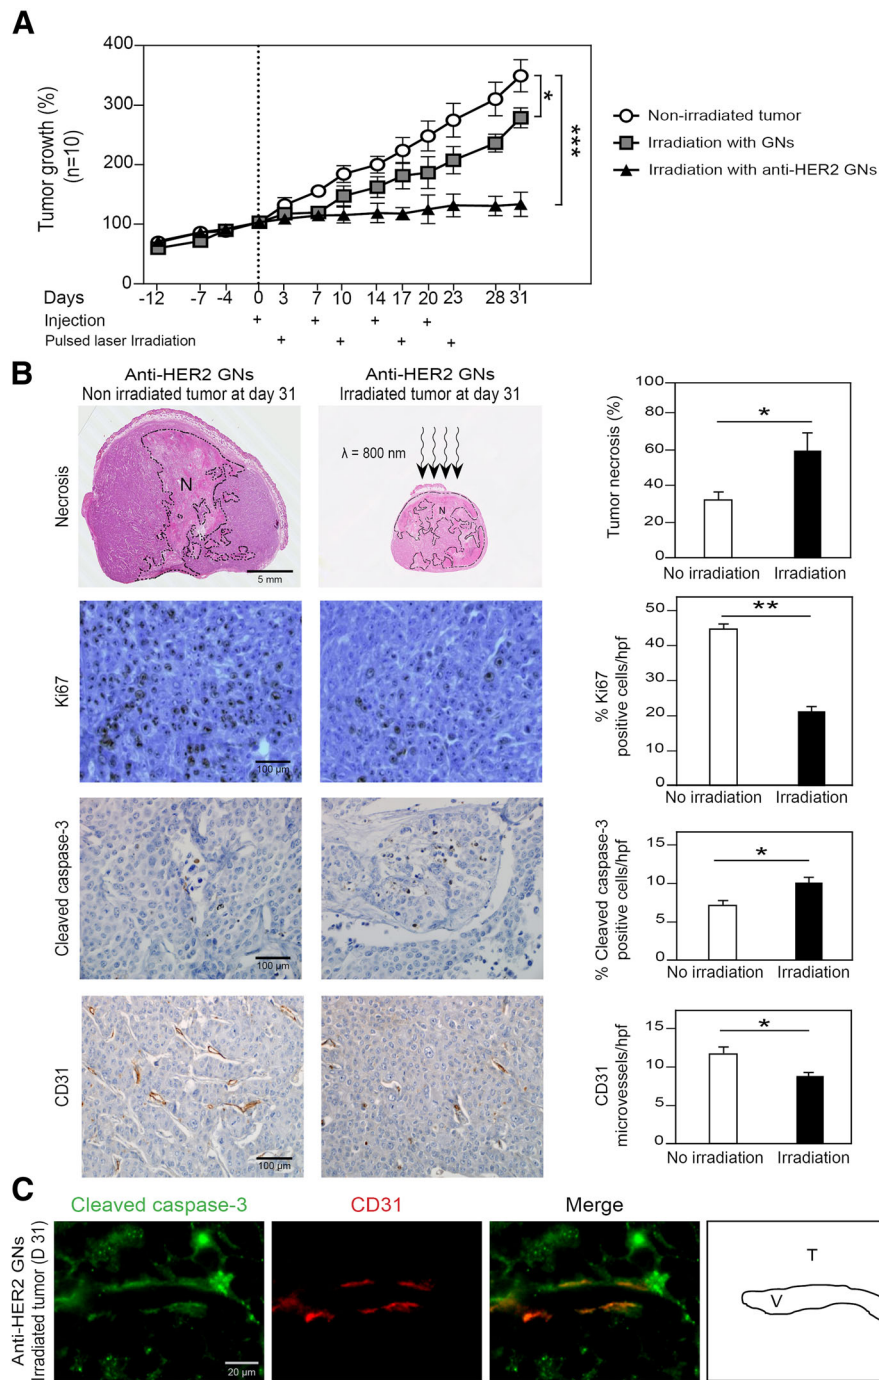 A
Tumor growth (%)
(n=10)
400
300
200
100
0
*
***
Non-irradiated tumor
Irradiation with GNs
Irradiation with anti-HER2 GNs
Days -12 -7 -4 0 3 7 10 14 17 20 23 28 31
Injection + + + +
Pulsed laser Irradiation + + + +
B
Anti-HER2 GNs
Non irradiated tumor at day 31
Anti-HER2 GNs
Irradiated tumor at day 31
Necrosis
N
5 mm
λ = 800 nm
N
Tumor necrosis (%)
100
80
60
40
20
0
*
No irradiation Irradiation
Ki67
100 µm
% Ki67
positive cells/hpf
50
40
30
20
10
0
**
No irradiation Irradiation
Cleaved caspase-3
100 µm
% Cleaved caspase-3
positive cells/hpf
15
10
5
0
*
No irradiation Irradiation
CD31
100 µm
CD31
microvessels/hpf
15
10
5
0
*
No irradiation Irradiation
C
Cleaved caspase-3 CD31 Merge
Anti-HER2 GNs
Irradiated tumor (D 31)
20 µm
T
V